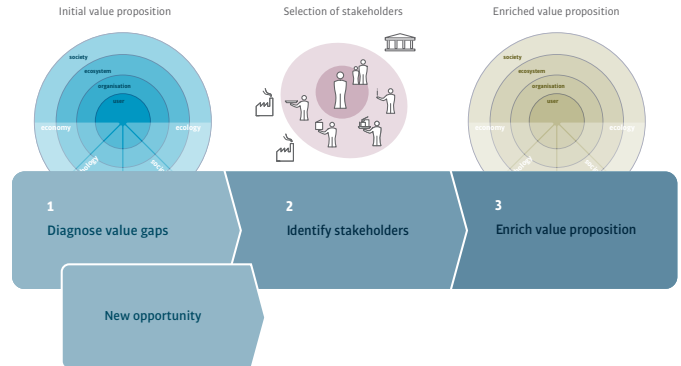 Initial value proposition
Selection of stakeholders
Enriched value proposition
society
ecosystem
organisation
user
economy
ecology
society
ecosystem
organisation
user
economy
ecology
1
Diagnose value gaps
2
Identify stakeholders
3
Enrich value proposition
New opportunity